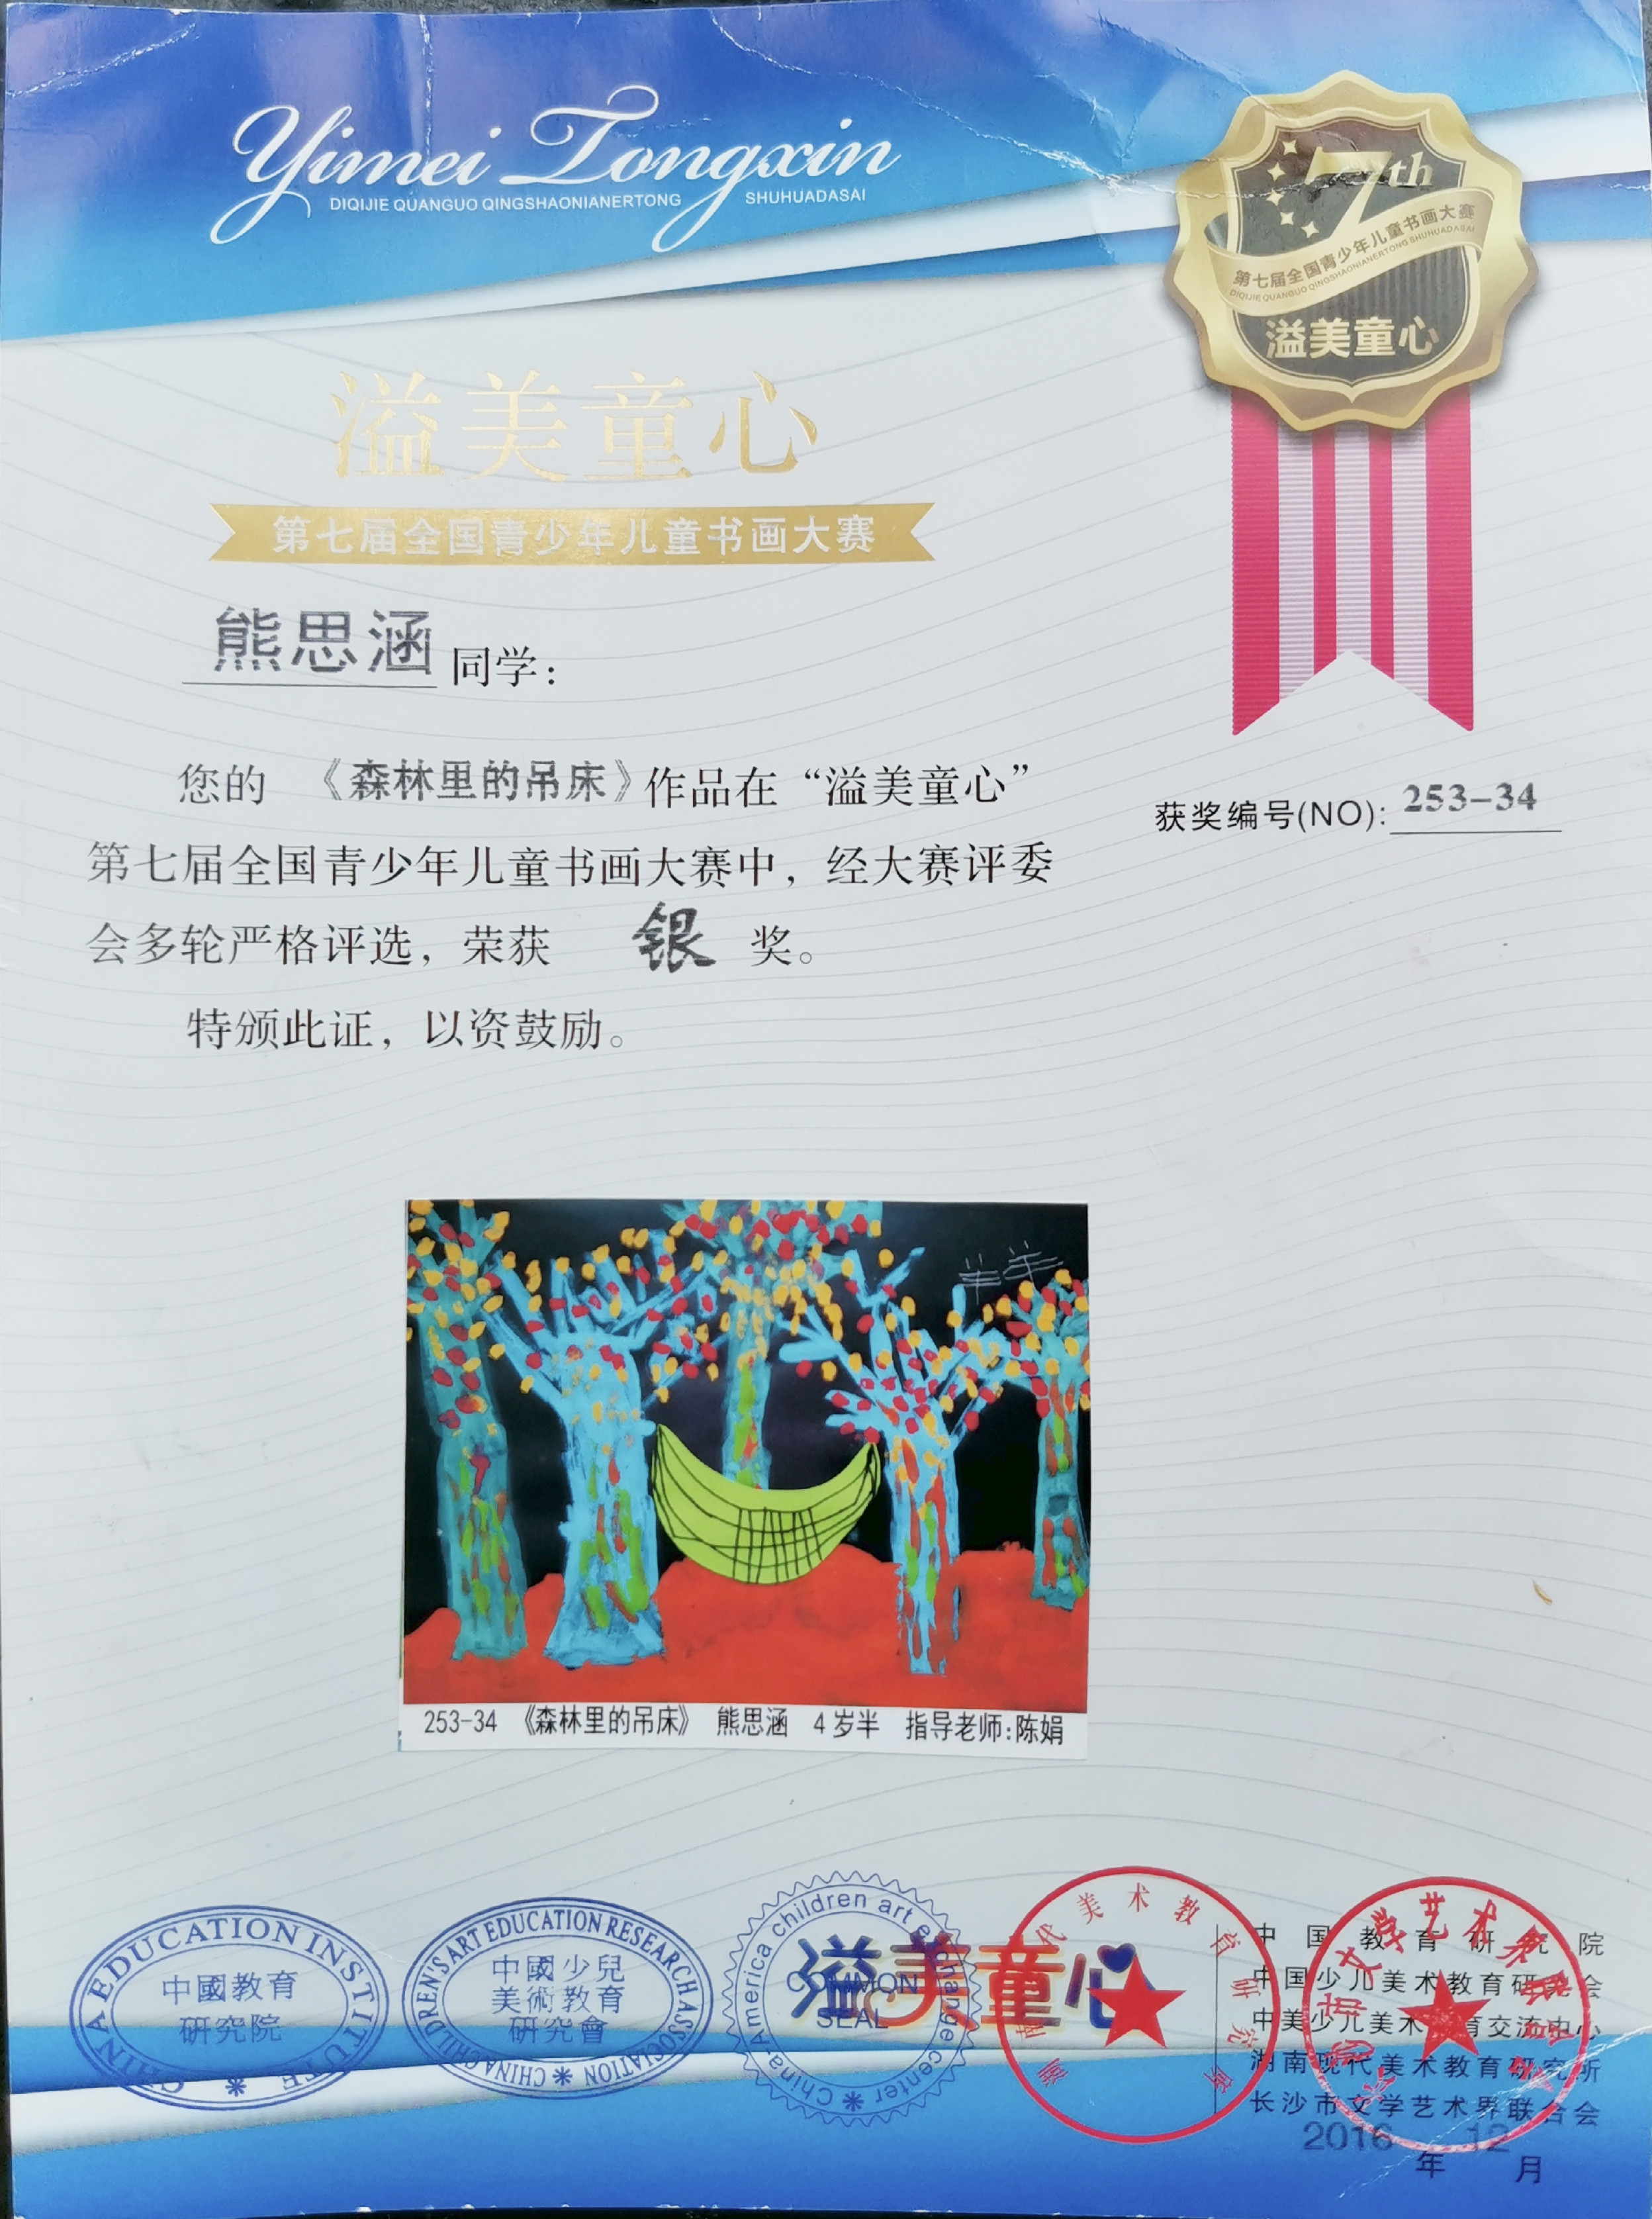 Yimei Tongxin
DIQIJIE QUANGUO QINGSHAONIANERTONG SHUHUADASAI
7th
第七届全国青少年儿童书画大赛
DIQIJIE QUANGUO QINGSHAONIANERTONG SHUHUADASAI
溢美童心
溢美童心
第七届全国青少年儿童书画大赛
熊思涵 同学：
您的 《森林里的吊床》作品在“溢美童心”
第七届全国青少年儿童书画大赛中，经大赛评委
会多轮严格评选，荣获 银 奖。
特颁此证，以资鼓励。
获奖编号(NO): 253-34
253-34 《森林里的吊床》 熊思涵 4岁半 指导老师:陈娟
CHINA EDUCATION INSTITUTE
中國教育
研究院
CHINA CHILDREN'S ART EDUCATION RESEARCH ASSOCIATION
中國少兒
美術教育
研究會
China-America children art exchange center
COMMON
SEAL
溢美童心
湖南现代美术教育研究所
长沙市文学艺术界联合会
中国教育研究院
中国少儿美术教育研究会
中美少儿美术教育交流中心
湖南现代美术教育研究所
长沙市文学艺术界联合会
2016 年 12 月